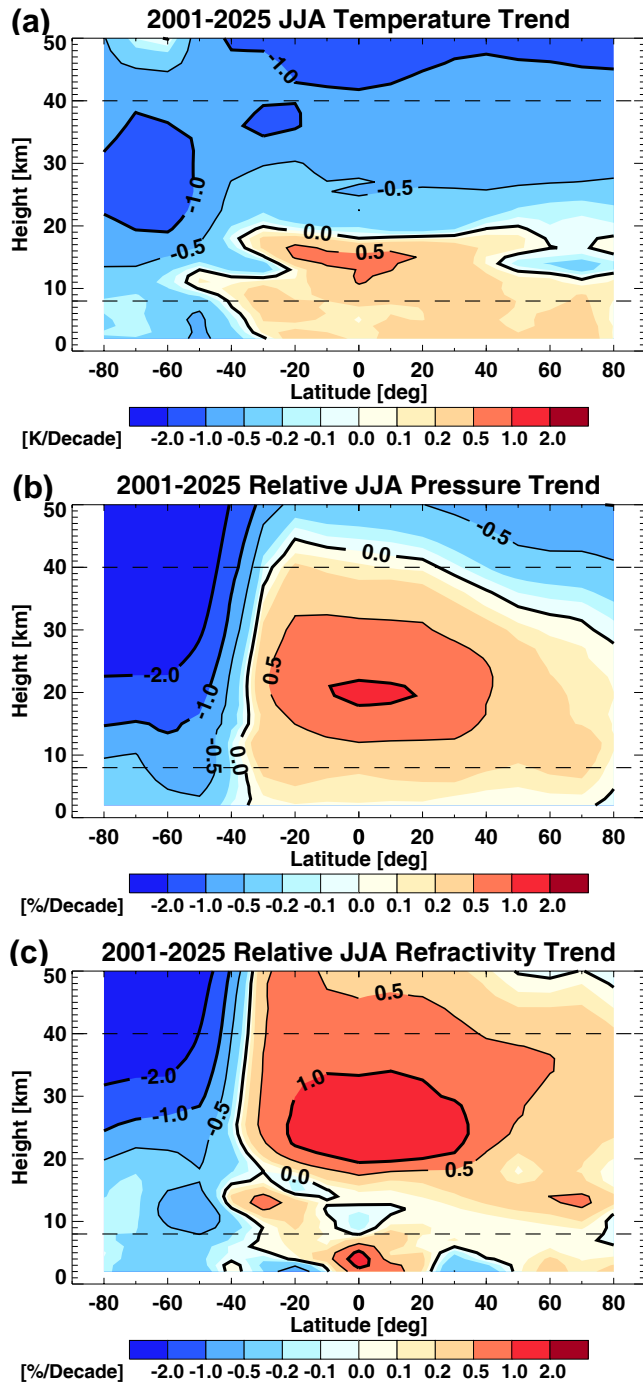 (a) 2001-2025 JJA Temperature Trend
50
40
30
20
10
0
Height [km]
-1.0
-1.0
-0.5
-0.5
0.0
0.5
-80 -60 -40 -20 0 20 40 60 80
Latitude [deg]
[K/Decade] -2.0 -1.0 -0.5 -0.2 -0.1 0.0 0.1 0.2 0.5 1.0 2.0
(b) 2001-2025 Relative JJA Pressure Trend
50
40
30
20
10
0
Height [km]
-0.5
0.0
0.5
-2.0
-1.0
-0.5
0.0
-80 -60 -40 -20 0 20 40 60 80
Latitude [deg]
[%/Decade] -2.0 -1.0 -0.5 -0.2 -0.1 0.0 0.1 0.2 0.5 1.0 2.0
(c) 2001-2025 Relative JJA Refractivity Trend
50
40
30
20
10
0
Height [km]
0.5
-2.0
1.0
-1.0
-0.5
0.0
0.5
-80 -60 -40 -20 0 20 40 60 80
Latitude [deg]
[%/Decade] -2.0 -1.0 -0.5 -0.2 -0.1 0.0 0.1 0.2 0.5 1.0 2.0